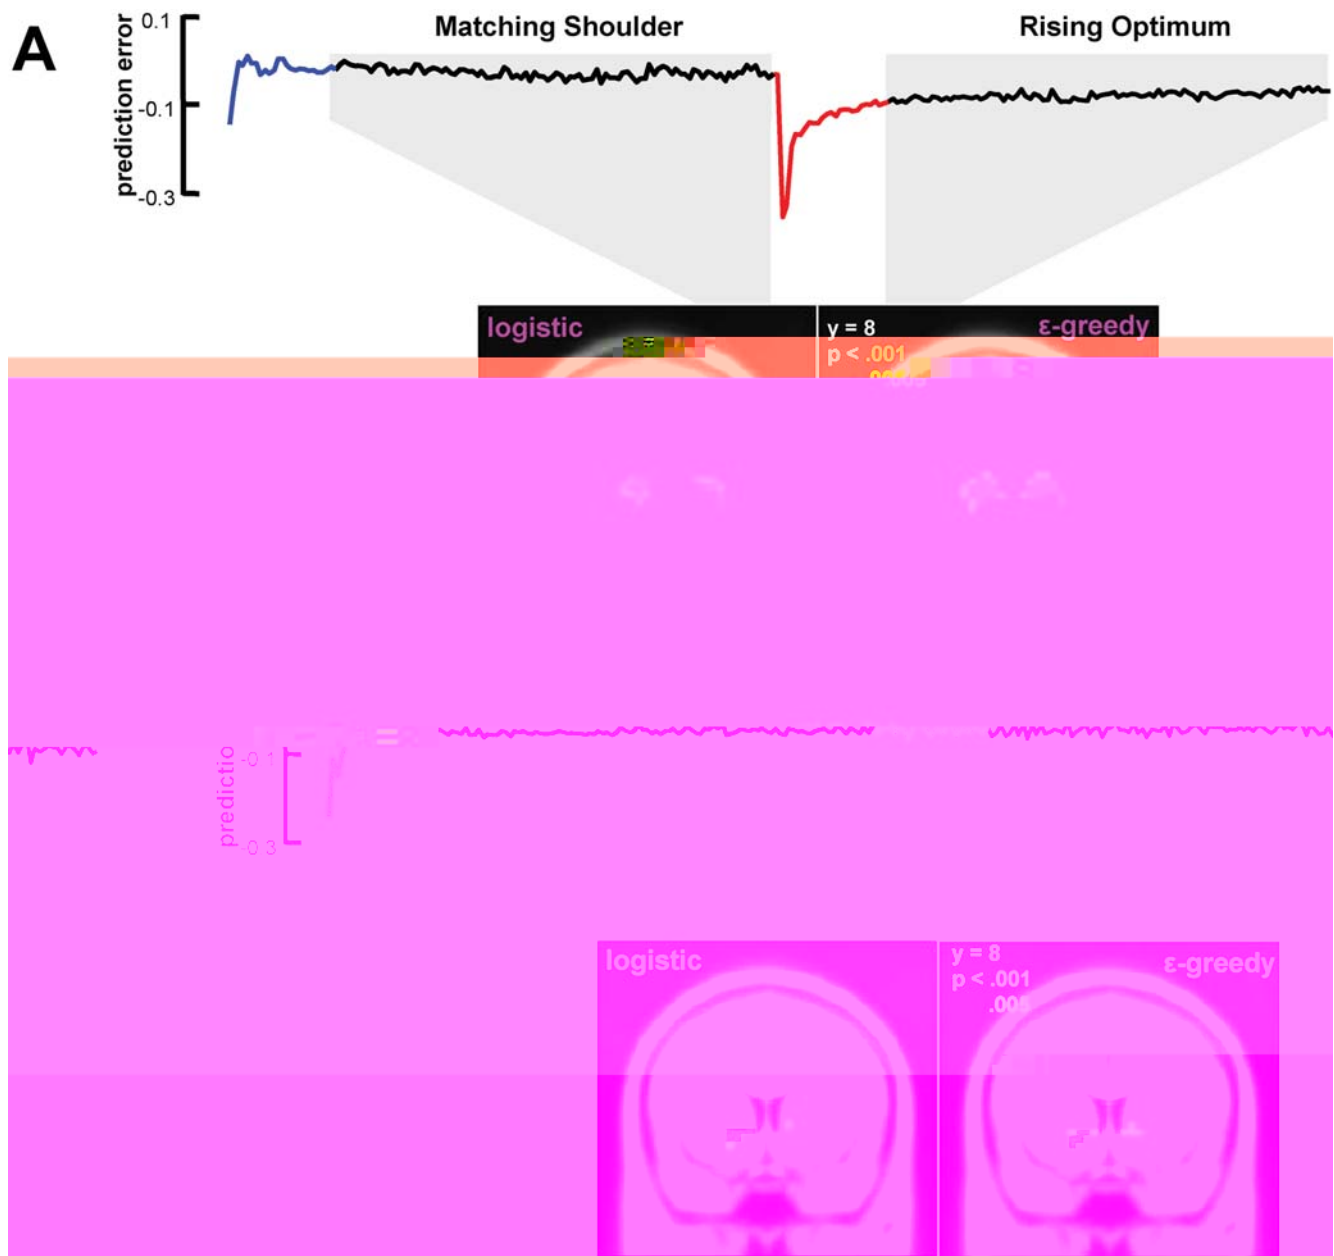 A
Matching Shoulder
Rising Optimum
prediction error
0.1
-0.1
-0.3
logistic
y = 8
p < .001
ε-greedy
predictio
-0.1
-0.3
logistic
y = 8
p < .001
.005
ε-greedy